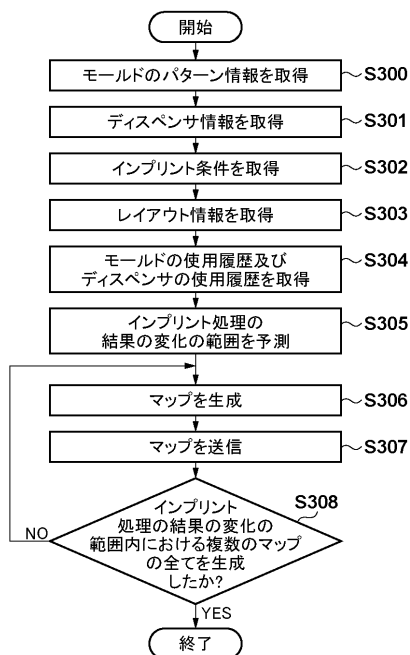 開始
モールドのパターン情報を取得
S300
ディスペンサ情報を取得
S301
インプリント条件を取得
S302
レイアウト情報を取得
S303
モールドの使用履歴及び
ディスペンサの使用履歴を取得
S304
インプリント処理の
結果の変化の範囲を予測
S305
マップを生成
S306
マップを送信
S307
インプリント
処理の結果の変化の
範囲内における複数のマップ
の全てを生成
したか?
S308
NO
YES
終了